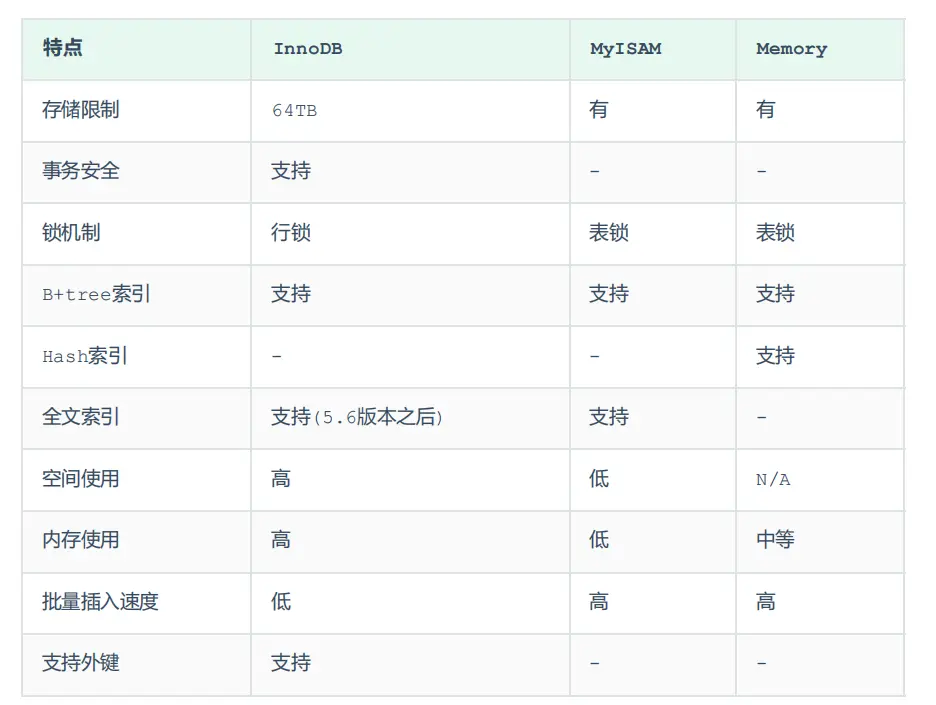 特点 InnoDB MyISAM Memory
存储限制 64TB 有 有
事务安全 支持 - -
锁机制 行锁 表锁 表锁
B+tree索引 支持 支持 支持
Hash索引 - - 支持
全文索引 支持(5.6版本之后) 支持 -
空间使用 高 低 N/A
内存使用 高 低 中等
批量插入速度 低 高 高
支持外键 支持 - -